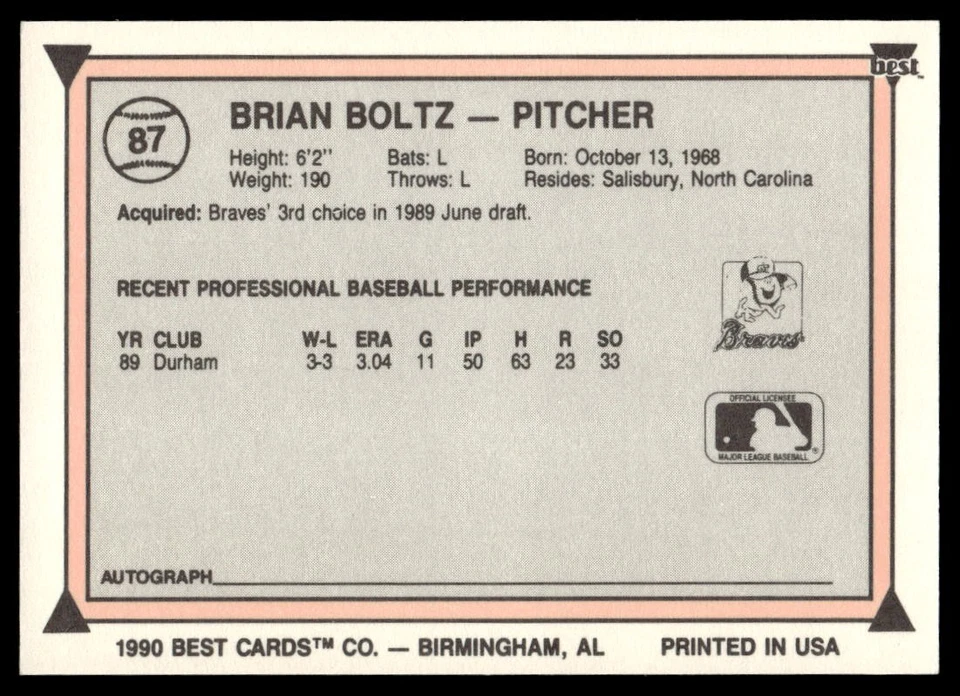 best™
87
BRIAN BOLTZ — PITCHER
Height: 6'2'' Bats: L Born: October 13, 1968
Weight: 190 Throws: L Resides: Salisbury, North Carolina
Acquired: Braves' 3rd choice in 1989 June draft.
RECENT PROFESSIONAL BASEBALL PERFORMANCE
YR CLUB W-L ERA G IP H R SO
89 Durham 3-3 3.04 11 50 63 23 33
Braves
OFFICIAL LICENSEE
MAJOR LEAGUE BASEBALL ®
AUTOGRAPH
1990 BEST CARDS™ CO. — BIRMINGHAM, AL PRINTED IN USA